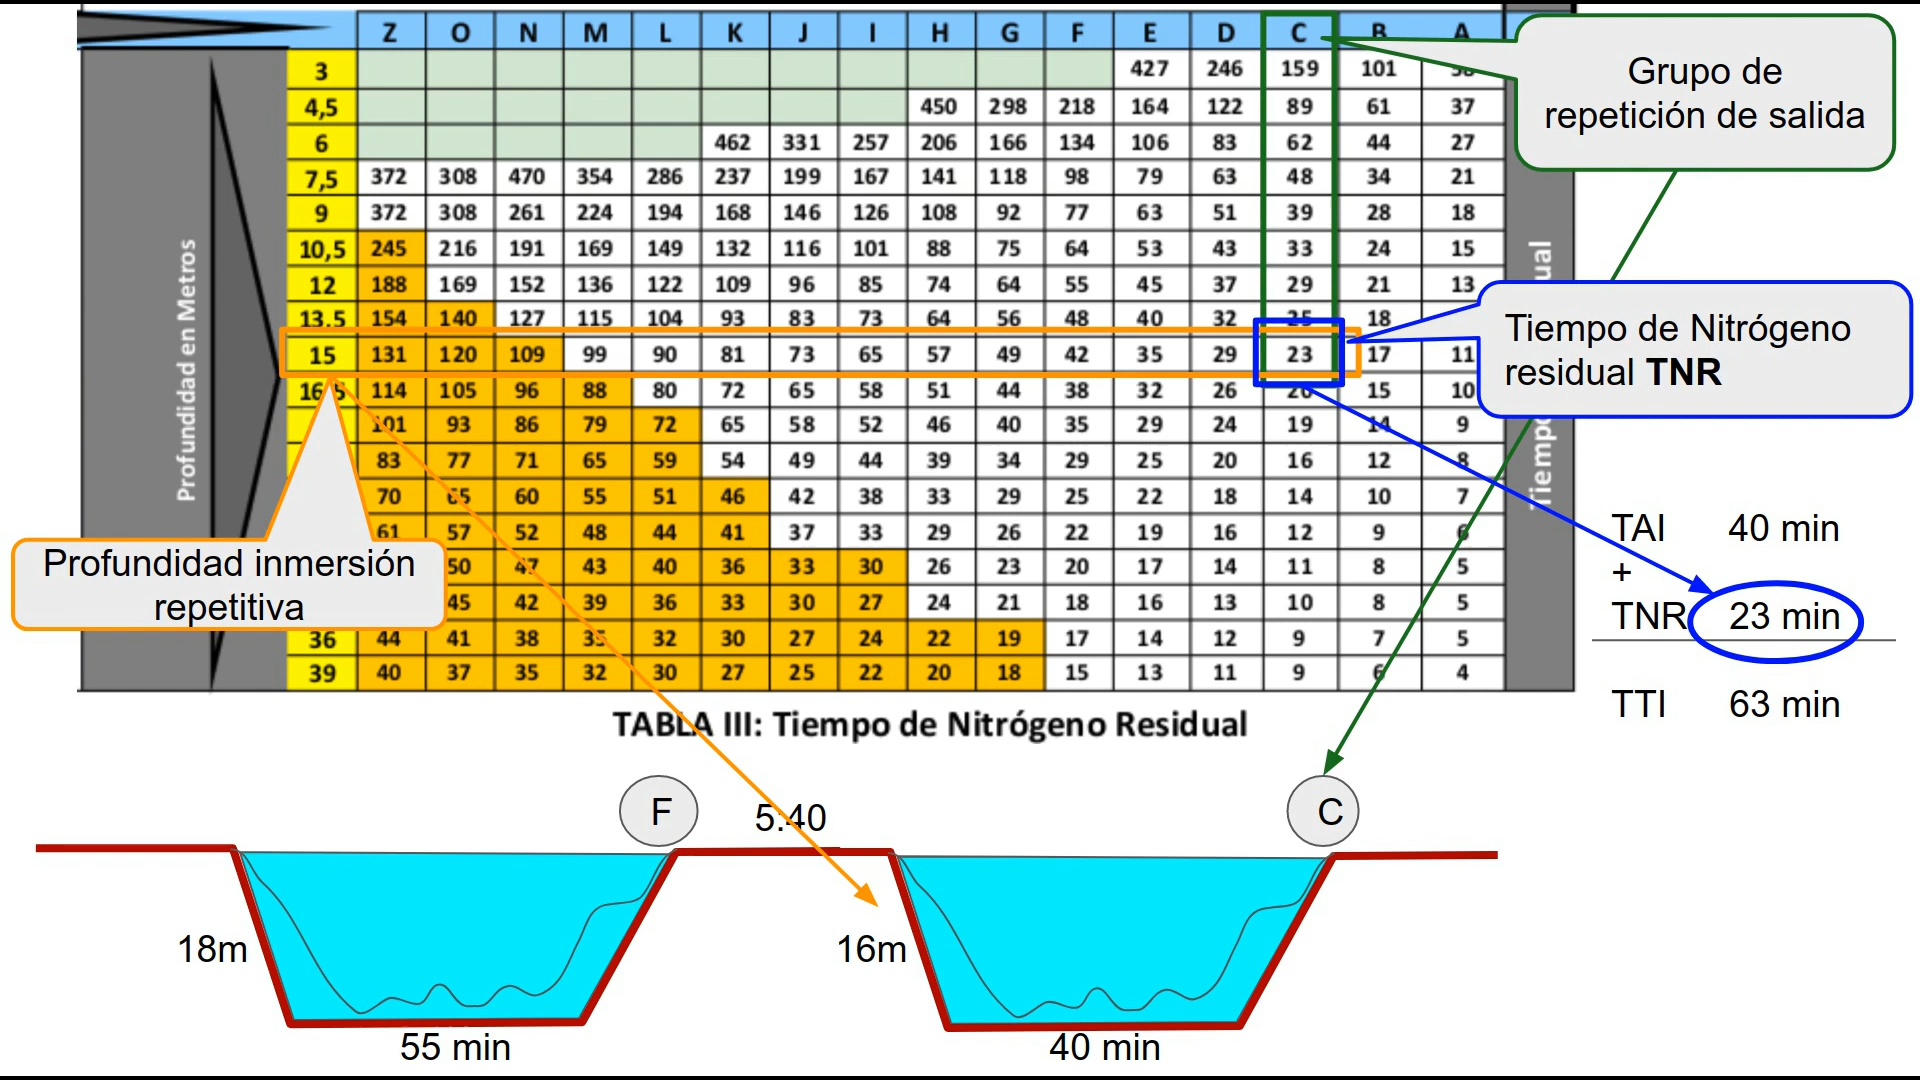 Z O N M L K J I H G F E D C B A
3 427 246 159 101
4,5 450 298 218 164 122 89 61 37
6 462 331 257 206 166 134 106 83 62 44 27
7,5 372 308 470 354 286 237 199 167 141 118 98 79 63 48 34 21
9 372 308 261 224 194 168 146 126 108 92 77 63 51 39 28 18
10,5 245 216 191 169 149 132 116 101 88 75 64 53 43 33 24 15
12 188 169 152 136 122 109 96 85 74 64 55 45 37 29 21 13
13,5 154 140 127 115 104 93 83 73 64 56 48 40 32 25 18
15 131 120 109 99 90 81 73 65 57 49 42 35 29 23 17 11
16,5 114 105 96 88 80 72 65 58 51 44 38 32 26 20 15 10
101 93 86 79 72 65 58 52 46 40 35 29 24 19 14 9
83 77 71 65 59 54 49 44 39 34 29 25 20 16 12 8
70 65 60 55 51 46 42 38 33 29 25 22 18 14 10 7
61 57 52 48 44 41 37 33 29 26 22 19 16 12 9 6
50 47 43 40 36 33 30 26 23 20 17 14 11 8 5
45 42 39 36 33 30 27 24 21 18 16 13 10 8 5
36 44 41 38 35 32 30 27 24 22 19 17 14 12 9 7 5
39 40 37 35 32 30 27 25 22 20 18 15 13 11 9 6 4
Profundidad en Metros
Grupo de
repetición de salida
Tiempo de Nitrógeno
residual TNR
Profundidad inmersión
repetitiva
TAI 40 min
+
TNR 23 min
TTI 63 min
TABLA III: Tiempo de Nitrógeno Residual
F
5:40
C
18m
16m
55 min
40 min